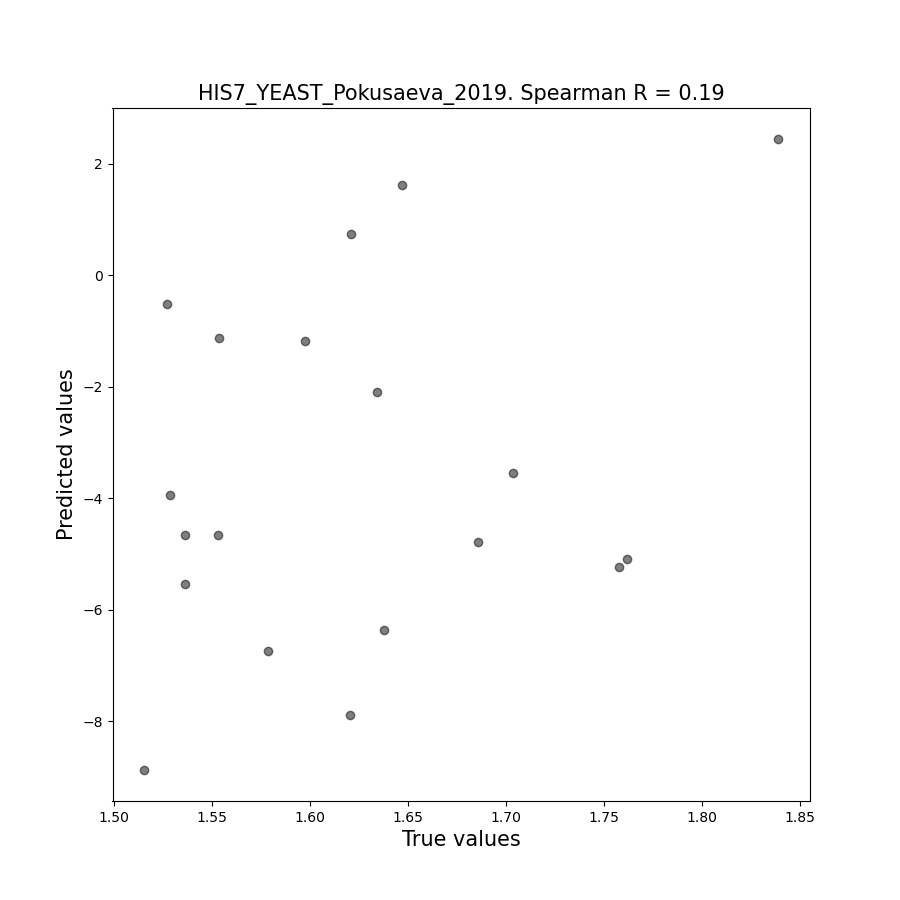 HIS7_YEAST_Pokusaeva_2019. Spearman R = 0.19
2
0
−2
−4
−6
−8
Predicted values
1.50 1.55 1.60 1.65 1.70 1.75 1.80 1.85
True values